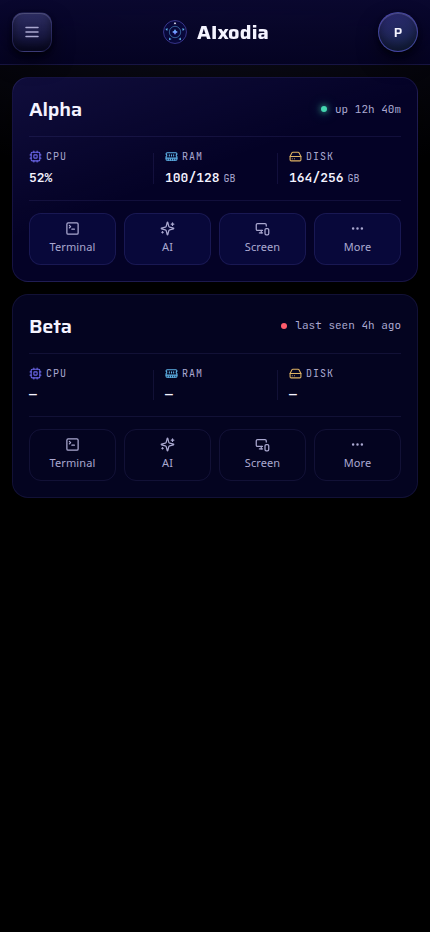 AIxodia
P
Alpha
up 12h 40m
CPU RAM DISK
52% 100/128 GB 164/256 GB
Terminal AI Screen More
Beta
last seen 4h ago
CPU RAM DISK
— — —
Terminal AI Screen More